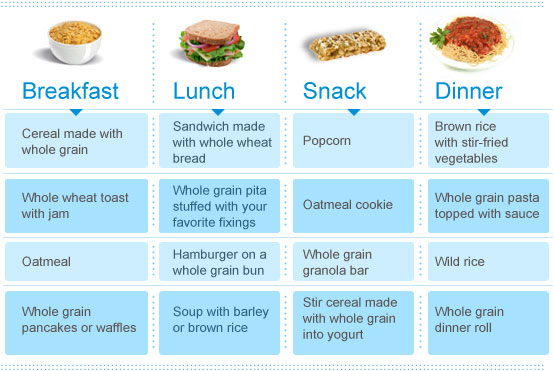 Breakfast
Lunch
Snack
Dinner
Cereal made with
whole grain
Sandwich made
with whole wheat
bread
Popcorn
Brown rice
with stir-fried
vegetables
Whole wheat toast
with jam
Whole grain pita
stuffed with your
favorite fixings
Oatmeal cookie
Whole grain pasta
topped with sauce
Oatmeal
Hamburger on a
whole grain bun
Whole grain
granola bar
Wild rice
Whole grain
pancakes or waffles
Soup with barley
or brown rice
Stir cereal made
with whole grain
into yogurt
Whole grain
dinner roll